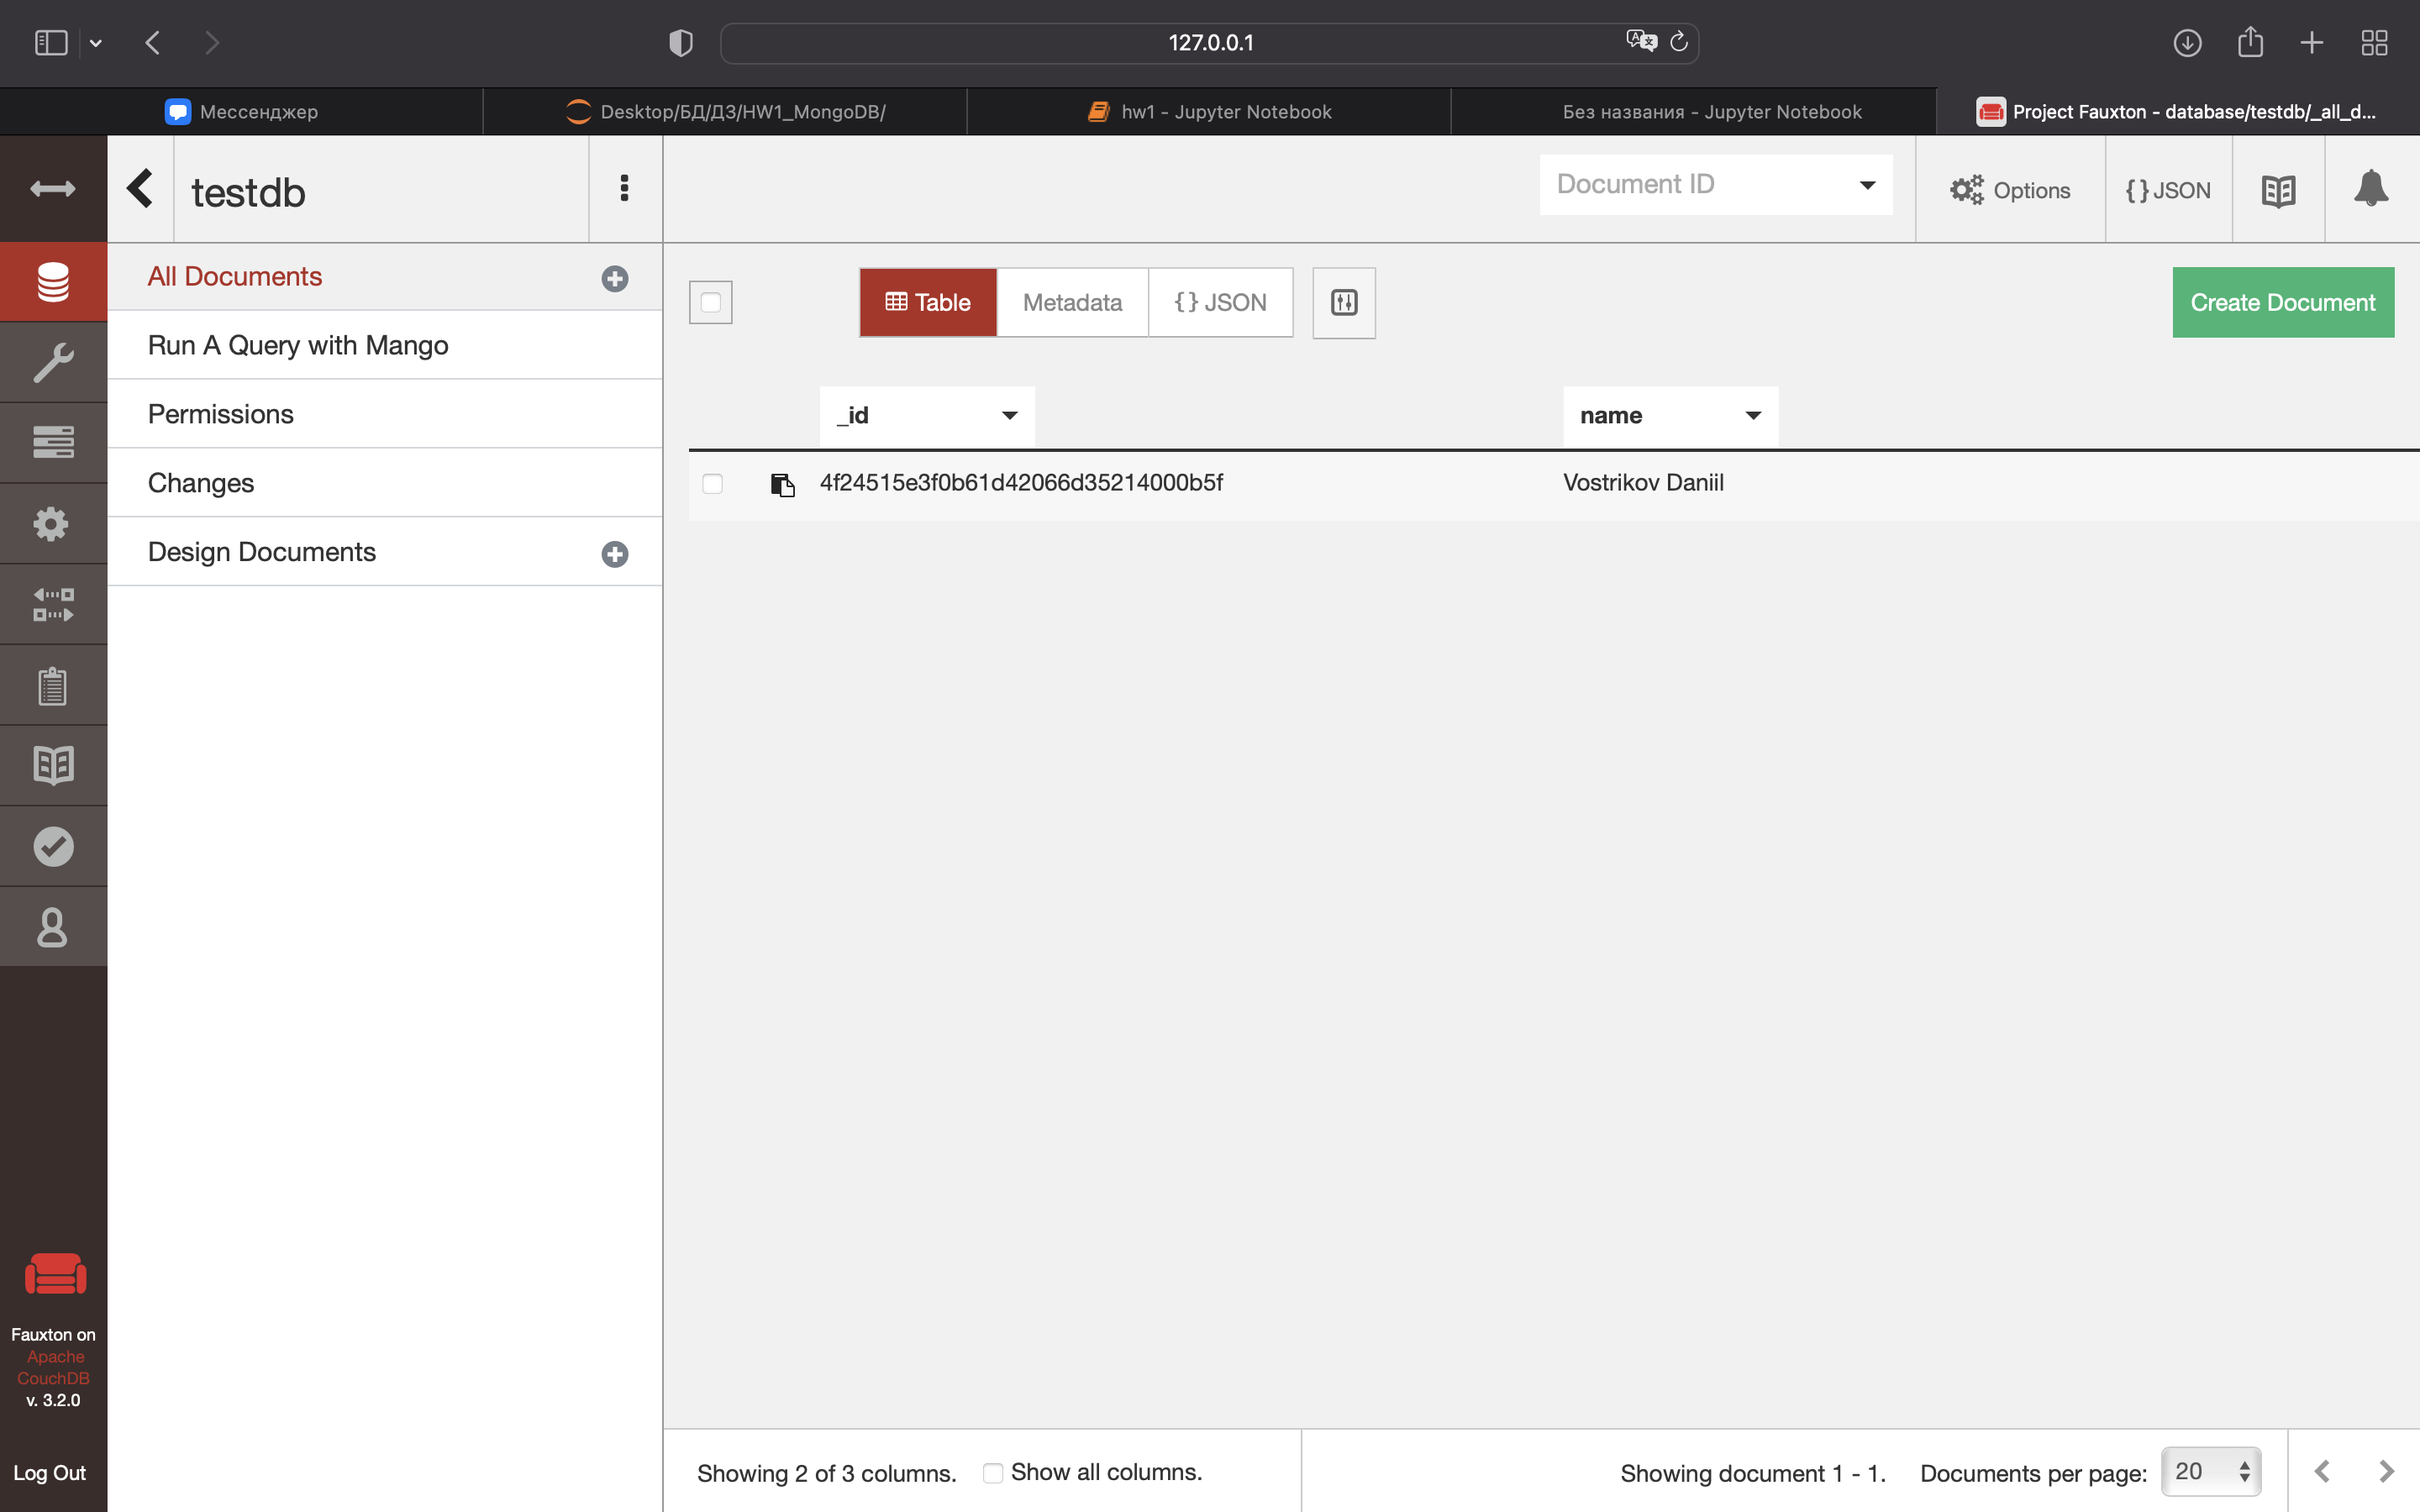 127.0.0.1
Мессенджер
Desktop/БД/ДЗ/HW1_MongoDB/
hw1 - Jupyter Notebook
Без названия - Jupyter Notebook
Project Fauxton - database/testdb/_all_d...
testdb
Document ID
Options
{ } JSON
All Documents
Run A Query with Mango
Permissions
Changes
Design Documents
Table
Metadata
{ } JSON
Create Document
_id
name
4f24515e3f0b61d42066d35214000b5f
Vostrikov Daniil
Fauxton on
Apache
CouchDB
v. 3.2.0
Log Out
Showing 2 of 3 columns.
Show all columns.
Showing document 1 - 1.
Documents per page:
20